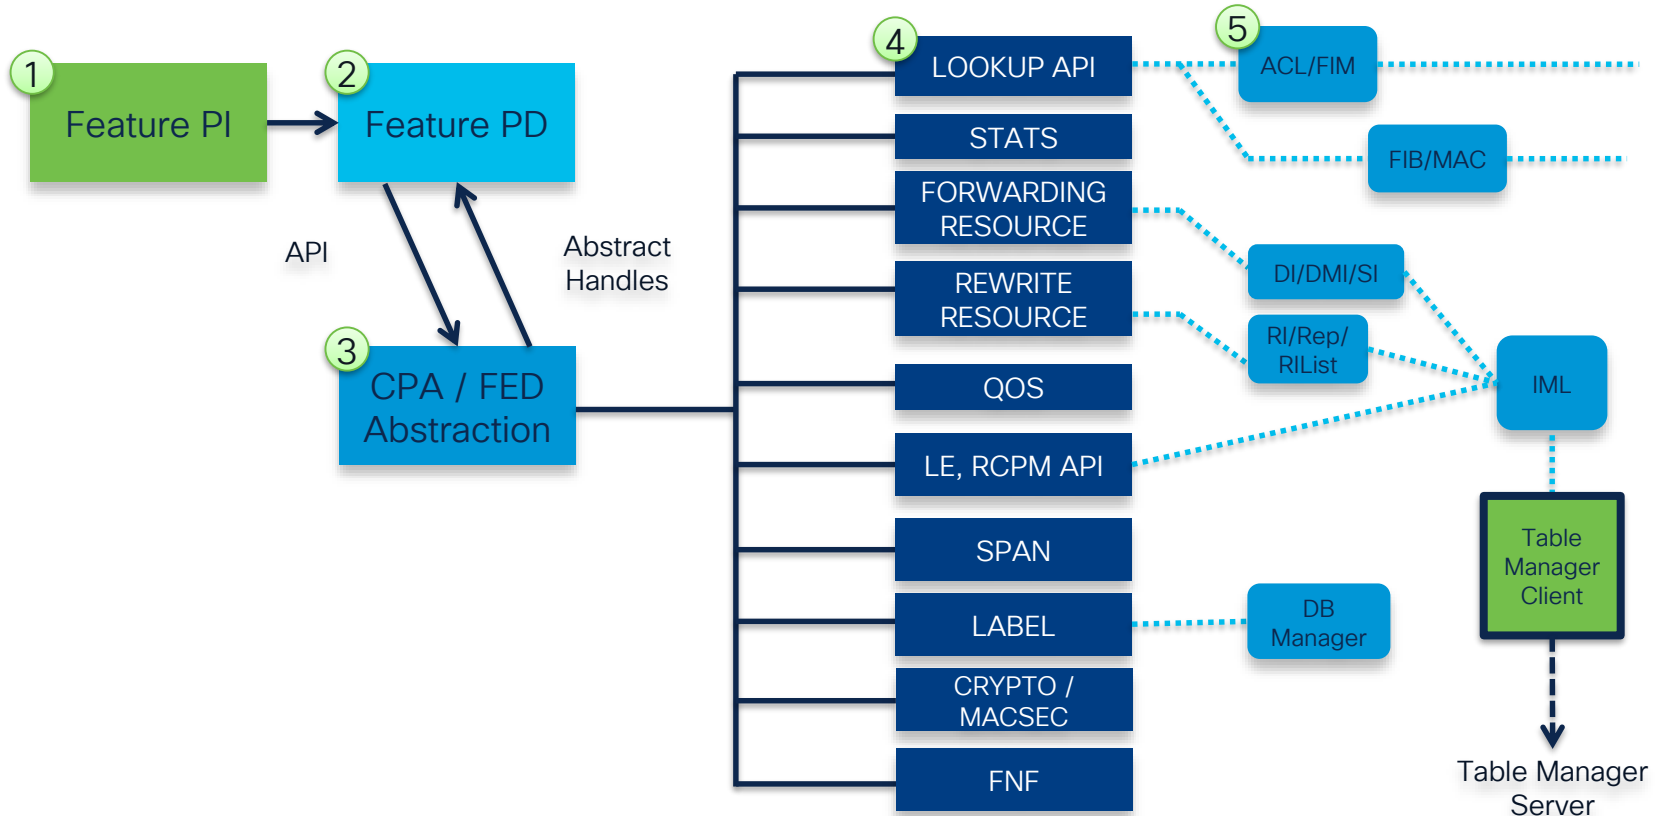 1
Feature PI
2
Feature PD
API
Abstract
Handles
3
CPA / FED
Abstraction
4
LOOKUP API
STATS
FORWARDING
RESOURCE
REWRITE
RESOURCE
QOS
LE, RCPM API
SPAN
LABEL
CRYPTO /
MACSEC
FNF
5
ACL/FIM
FIB/MAC
DI/DMI/SI
RI/Rep/
RIList
IML
DB
Manager
Table
Manager
Client
Table Manager
Server